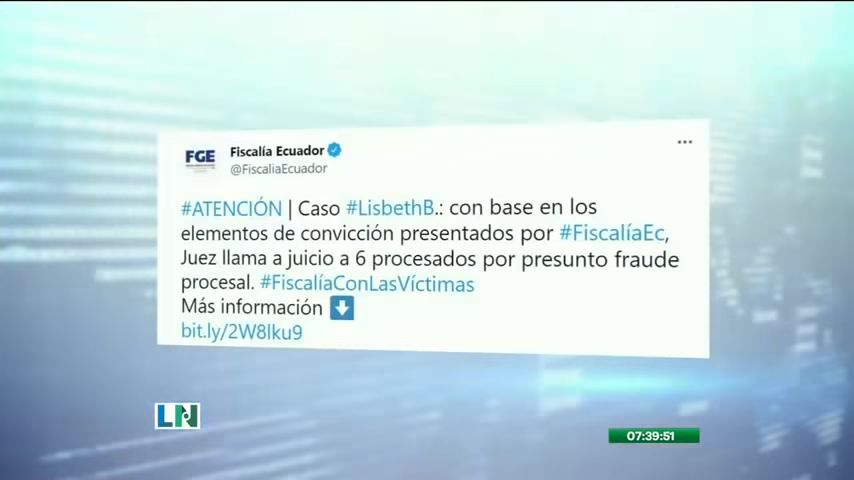 FGE
Fiscalía Ecuador
@FiscaliaEcuador
#ATENCIÓN | Caso #LisbethB.: con base en los
elementos de convicción presentados por #FiscalíaEc,
Juez llama a juicio a 6 procesados por presunto fraude
procesal. #FiscalíaConLasVíctimas
Más información
bit.ly/2W8lku9
LN
07:39:51